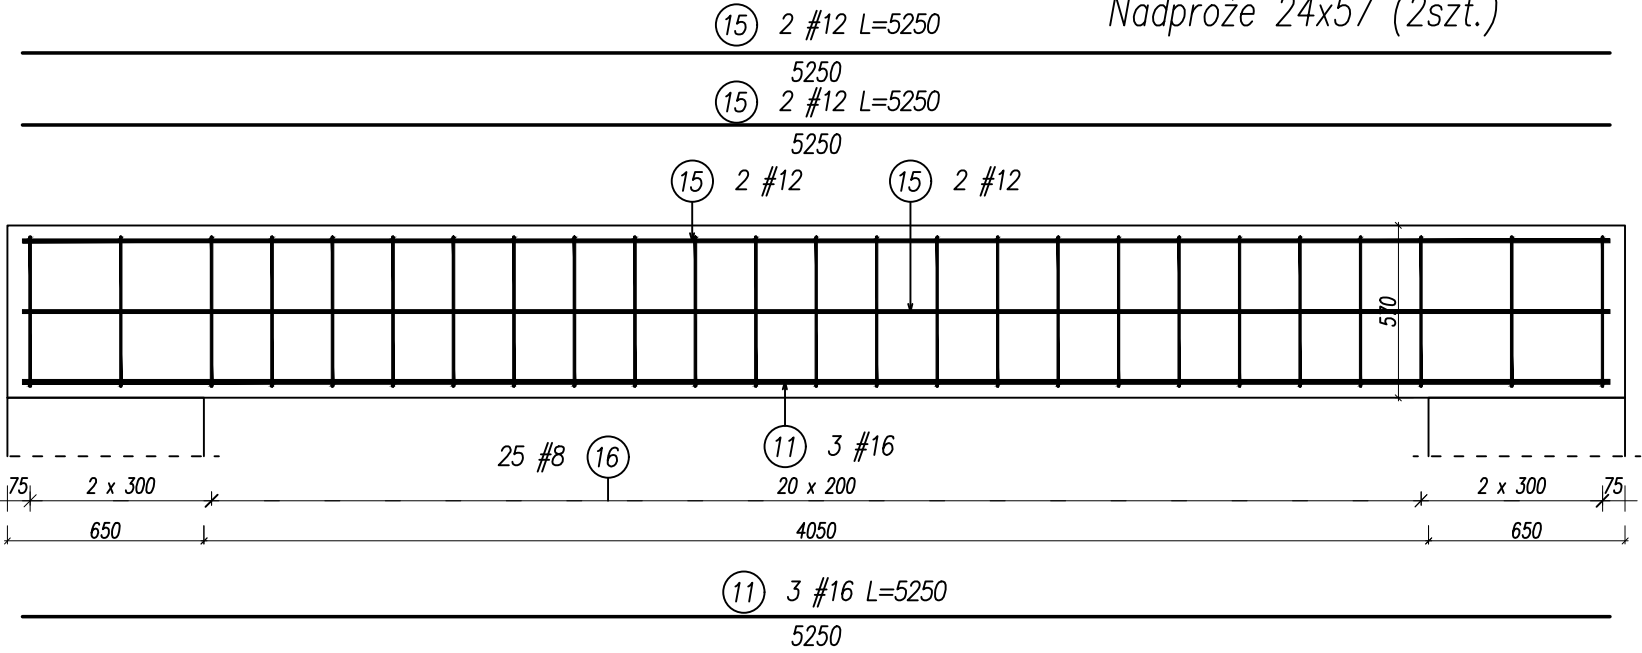 Nadproże 24x57 (2szt.)
15 2 #12 L=5250
5250
15 2 #12 L=5250
5250
15 2 #12
15 2 #12
570
25 #8 16
11 3 #16
75 2 x 300 20 x 200 2 x 300 75
650 4050 650
11 3 #16 L=5250
5250